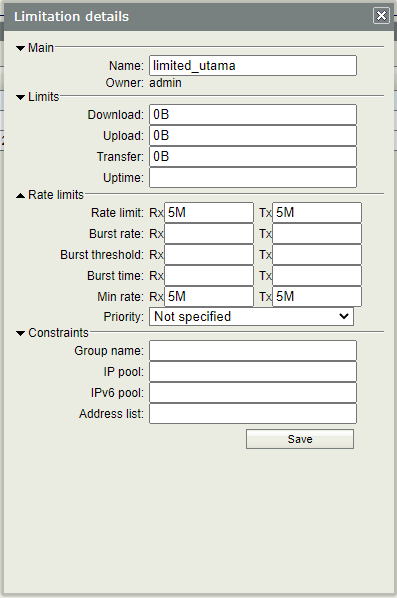 Limitation details
Main
Name: limited_utama
Owner: admin
Limits
Download: 0B
Upload: 0B
Transfer: 0B
Uptime:
Rate limits
Rate limit: Rx 5M Tx 5M
Burst rate: Rx Tx
Burst threshold: Rx Tx
Burst time: Rx Tx
Min rate: Rx 5M Tx 5M
Priority: Not specified
Constraints
Group name:
IP pool:
IPv6 pool:
Address list:
Save